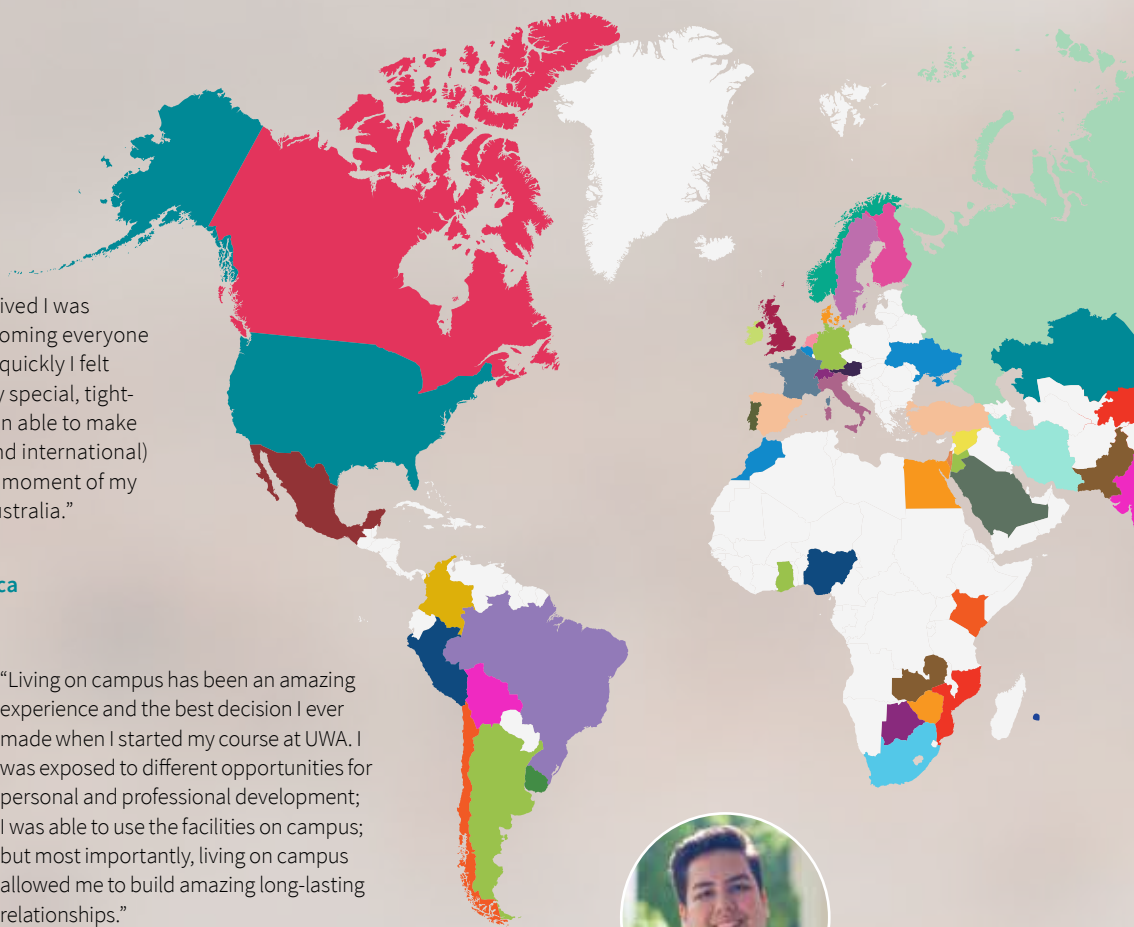 ived I was
oming everyone
quickly I felt
y special, tight-
n able to make
nd international)
moment of my
ustralia.”
ca
“Living on campus has been an amazing
experience and the best decision I ever
made when I started my course at UWA. I
was exposed to different opportunities for
personal and professional development;
I was able to use the facilities on campus;
but most importantly, living on campus
allowed me to build amazing long-lasting
relationships.”